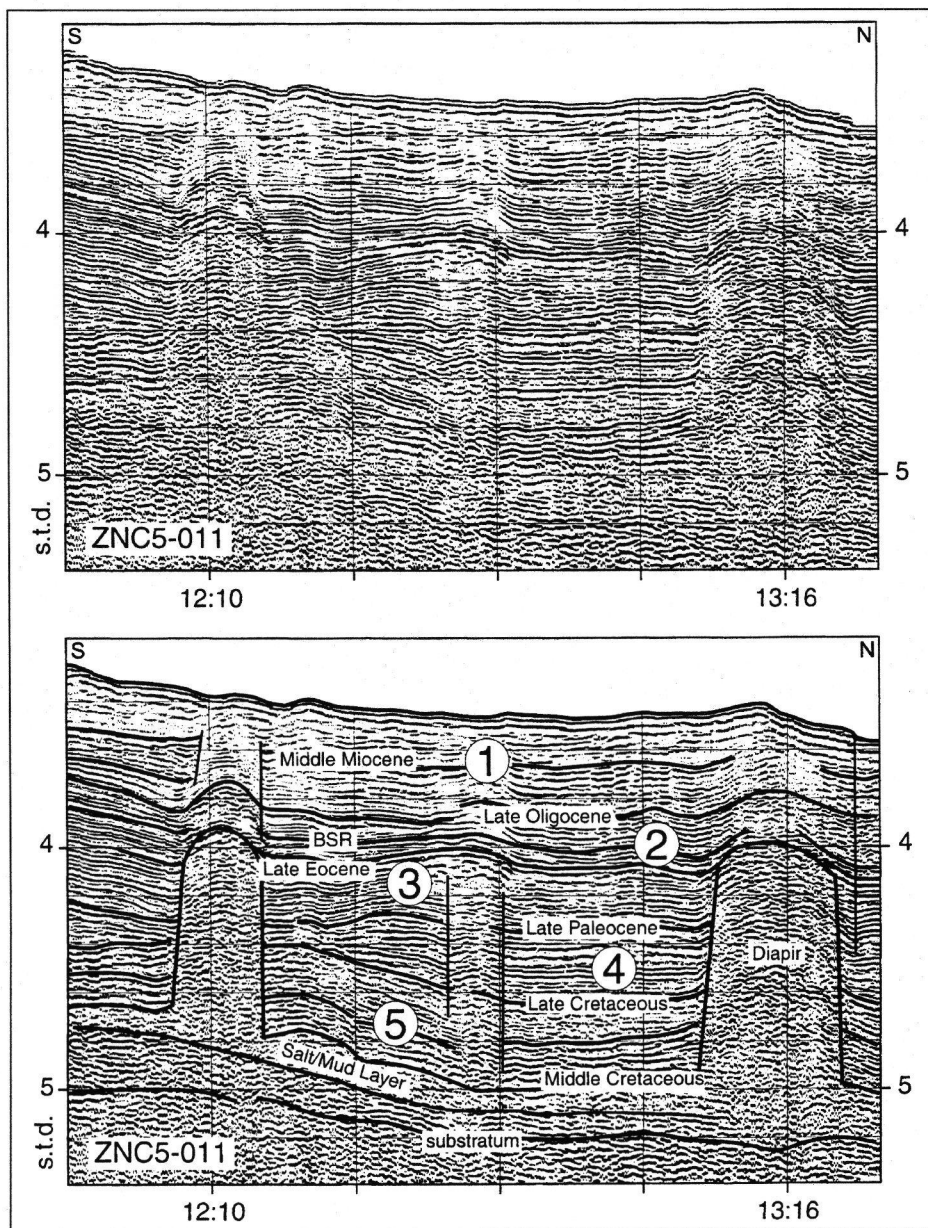 S N
4 4
5 5
s.t.d.
ZNC5-011
12:10 13:16
S N
Middle Miocene 1
Late Oligocene
BSR 2
4 4
Late Eocene
3
Late Paleocene
Diapir
4
Late Cretaceous
5
Salt/Mud Layer
Middle Cretaceous
5 5
s.t.d.
substratum
ZNC5-011
12:10 13:16